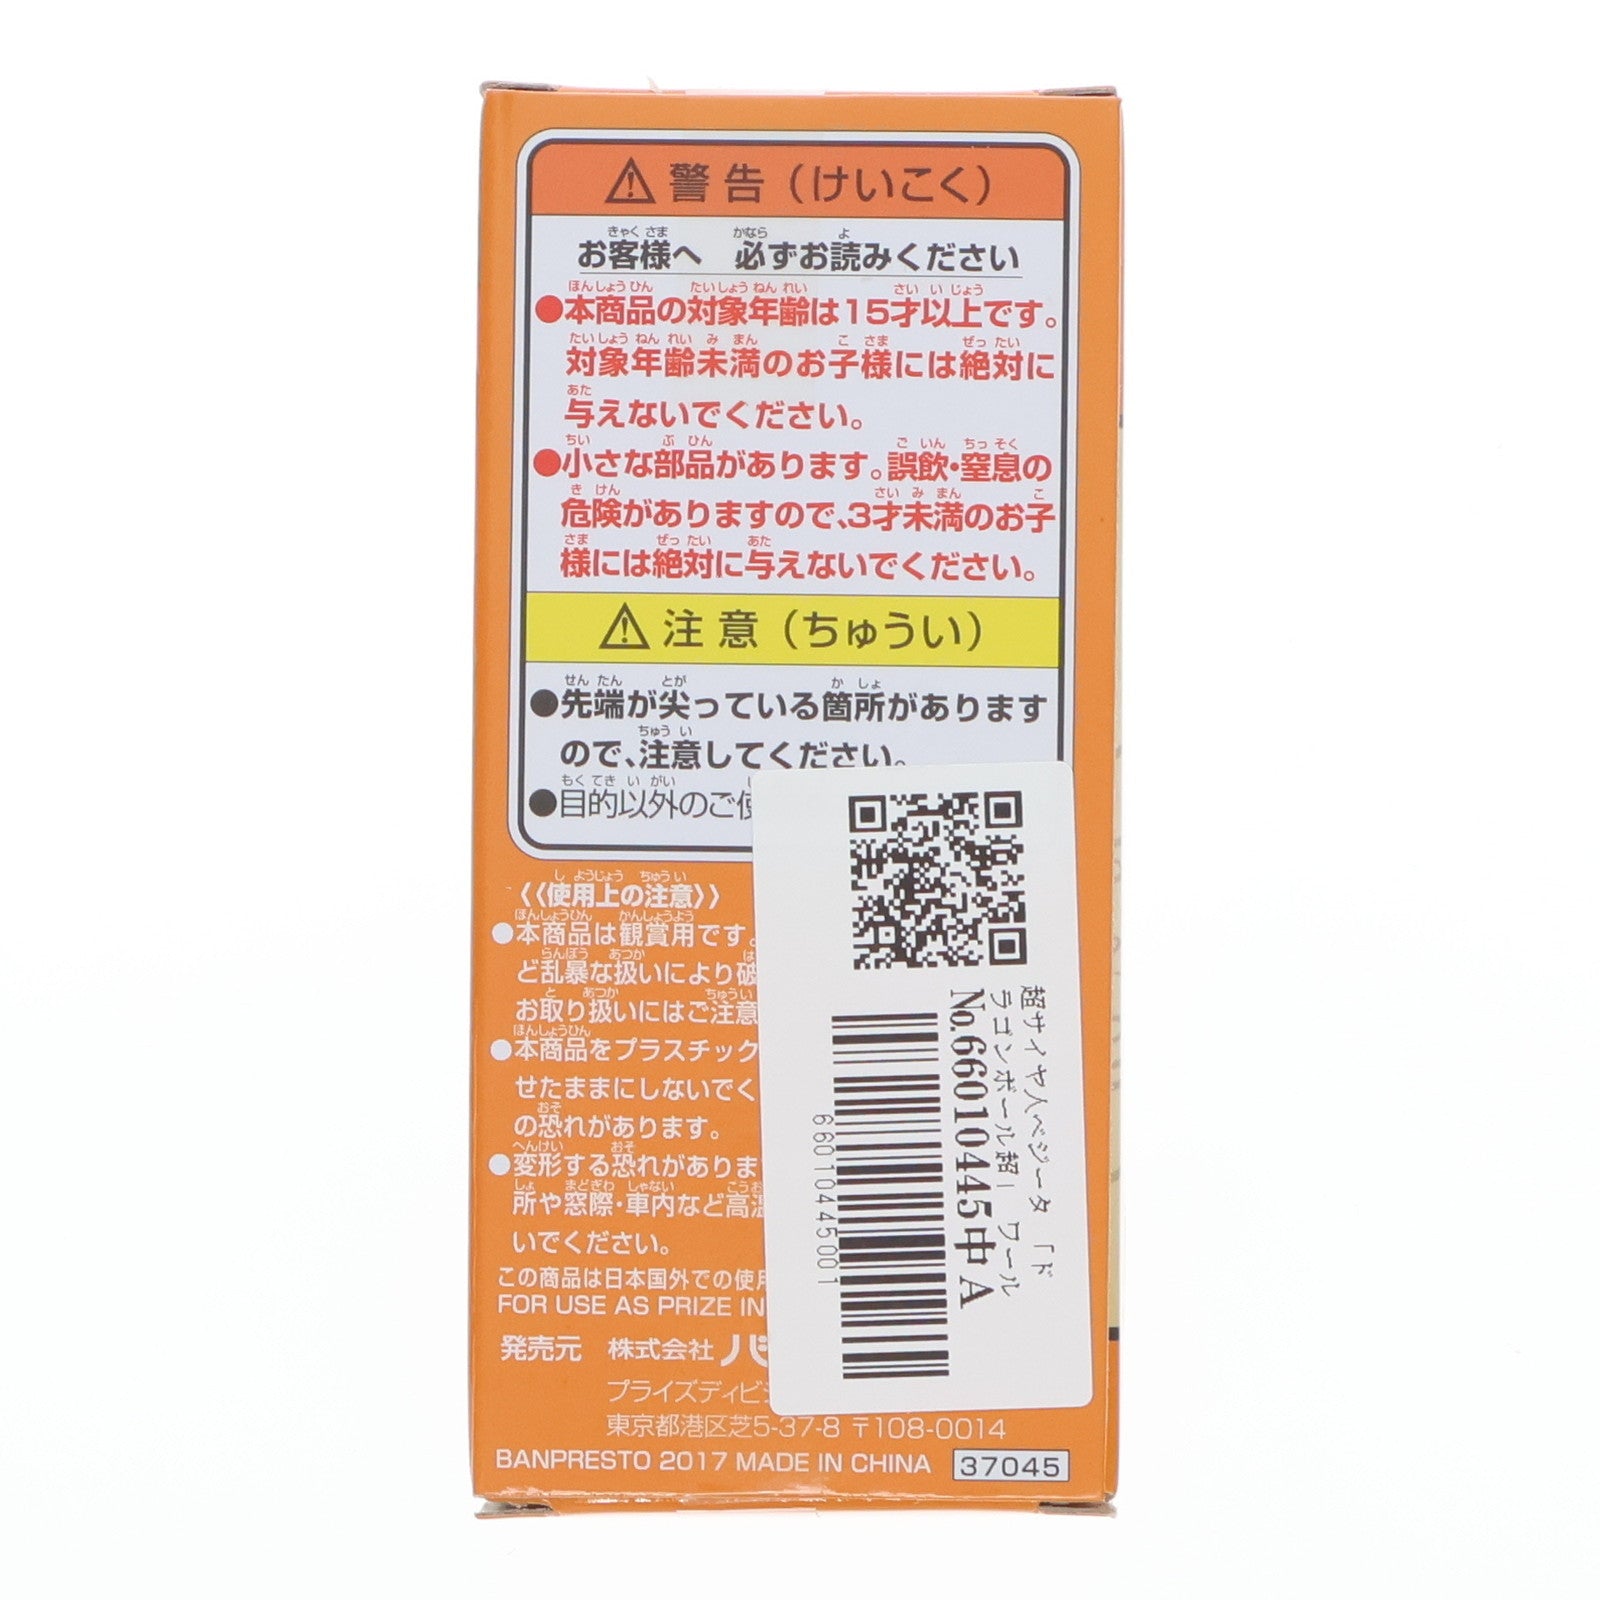 警告（けいこく）
お客様へ 必ずお読みください
●本商品の対象年齢は15才以上です。
対象年齢未満のお子様には絶対に
与えないでください。
●小さな部品があります。誤飲・窒息の
危険がありますので、3才未満のお子
様には絶対に与えないでください。
注意（ちゅうい）
●先端が尖っている箇所があります
ので、注意してください。
●目的以外のご使
《使用上の注意》
●本商品は観賞用です。
ど乱暴な扱いにより破
お取り扱いにはご注意
●本商品をプラスチック
せたままにしないでく
の恐れがあります。
●変形する恐れがありま
所や窓際・車内など高温
いでください。
この商品は日本国外での使用
FOR USE AS PRIZE IN
発売元 株式会社バ
プライズディビジ
東京都港区芝5-37-8 〒108-0014
BANPRESTO 2017 MADE IN CHINA 37045
超サイヤ人ベジータ 「ド
ラゴンボール超」 ワール
No.66010445中 A
66010445001